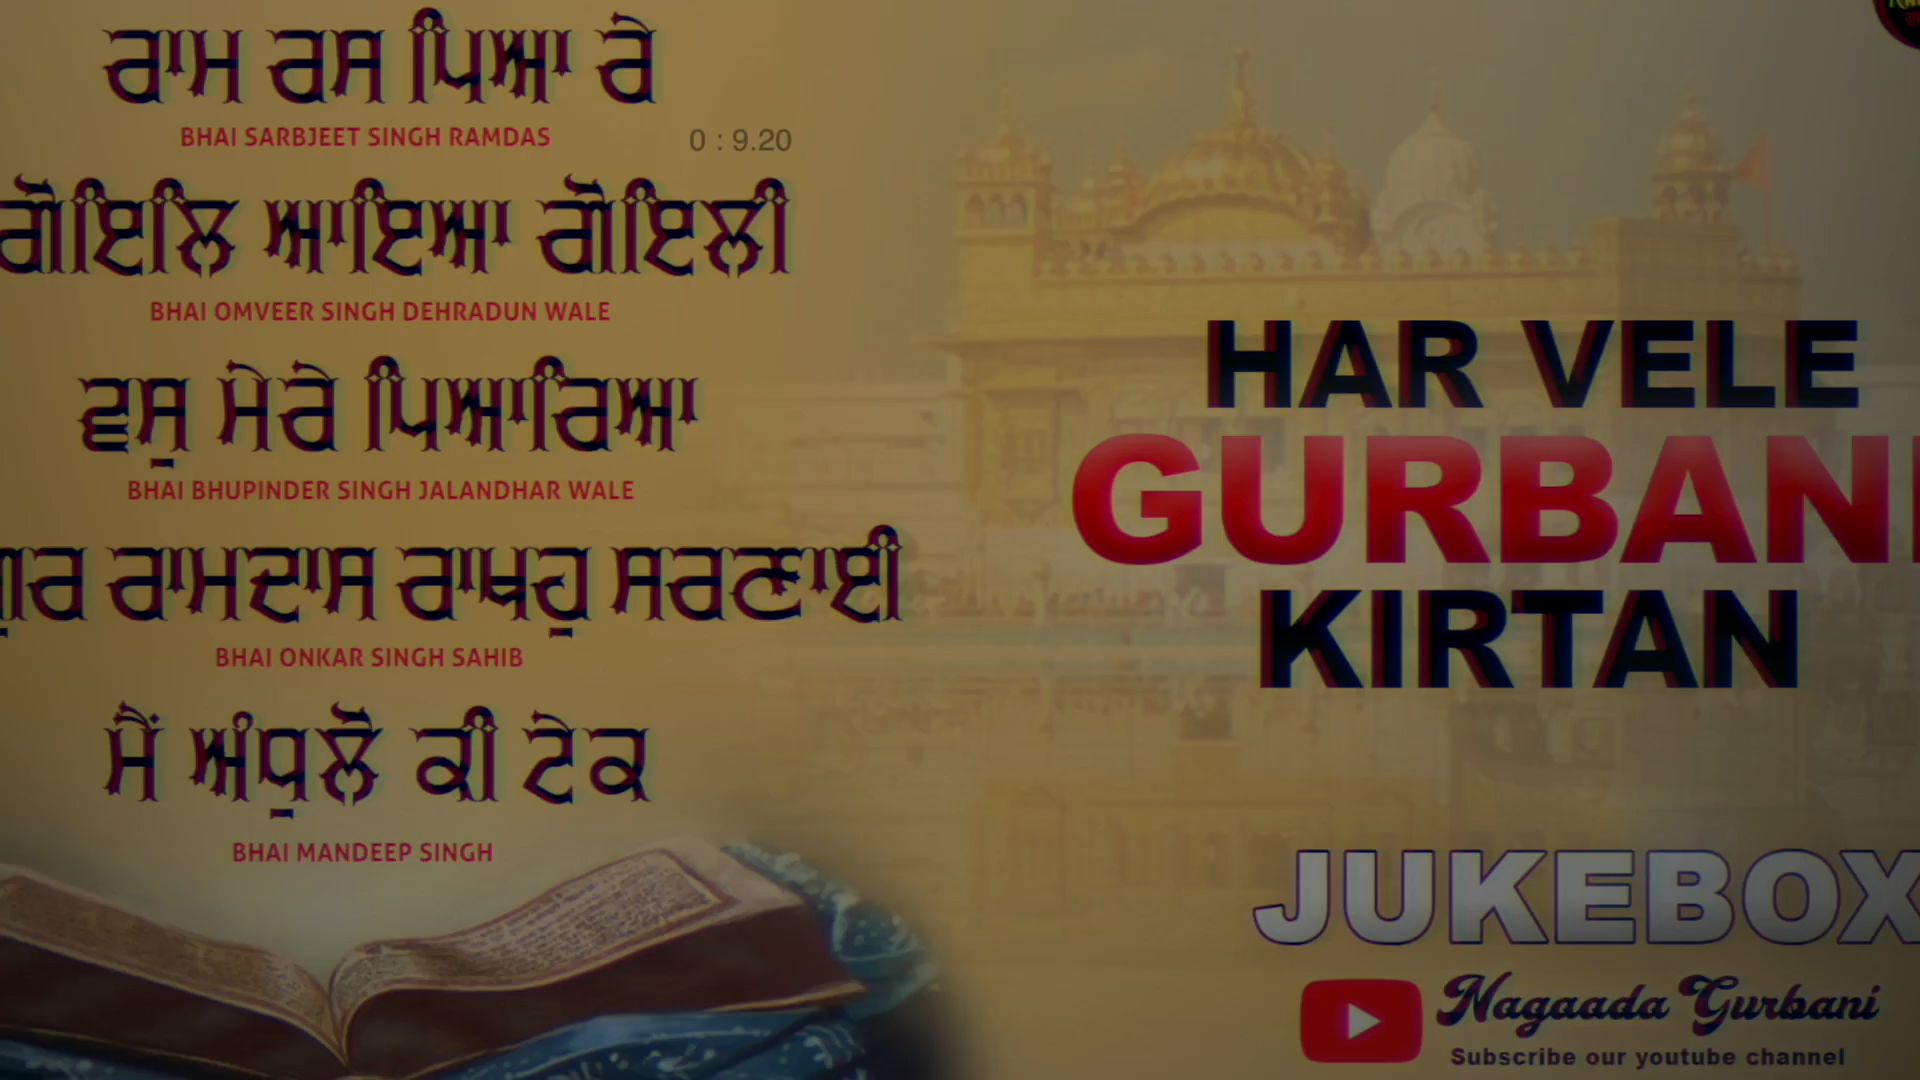 ਰਾਮ ਰਸ ਪਿਆ ਰੇ
BHAI SARBJEET SINGH RAMDAS
0 : 9.20
ਗੋਇਲਿ ਆਇਆ ਗੋਇਲੀ
BHAI OMVEER SINGH DEHRADUN WALE
ਵਸੁ ਮੇਰੇ ਪਿਆਰਿਆ
BHAI BHUPINDER SINGH JALANDHAR WALE
ਰਾਮਦਾਸ ਰਾਖਹੁ ਸਰਣਾਈ
BHAI ONKAR SINGH SAHIB
ਮੈਂ ਅੰਧੁਲੋ ਕੀ ਟੇਕ
BHAI MANDEEP SINGH
HAR VELE
GURBANI
KIRTAN
JUKEBOX
Nagaada Gurbani
Subscribe our youtube channel